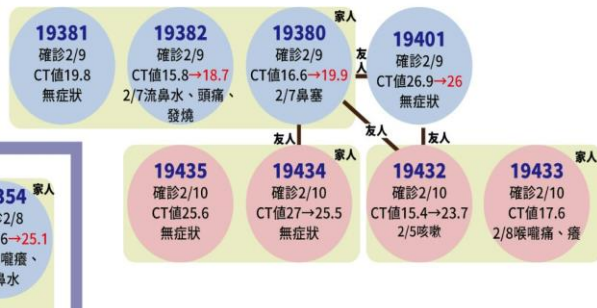 家人
19381
確診2/9
CT值19.8
無症狀
19382
確診2/9
CT值15.8→18.7
2/7流鼻水、頭痛、
發燒
19380
確診2/9
CT值16.6→19.9
2/7鼻塞
友人
19401
確診2/9
CT值26.9→26
無症狀
友人
友人
友人
家人
19435
確診2/10
CT值25.6
無症狀
19434
確診2/10
CT值27→25.5
無症狀
家人
19432
確診2/10
CT值15.4→23.7
2/5咳嗽
19433
確診2/10
CT值17.6
2/8喉嚨痛、癢
家人
354
2/8
6→25.1
嚨癢、
鼻水